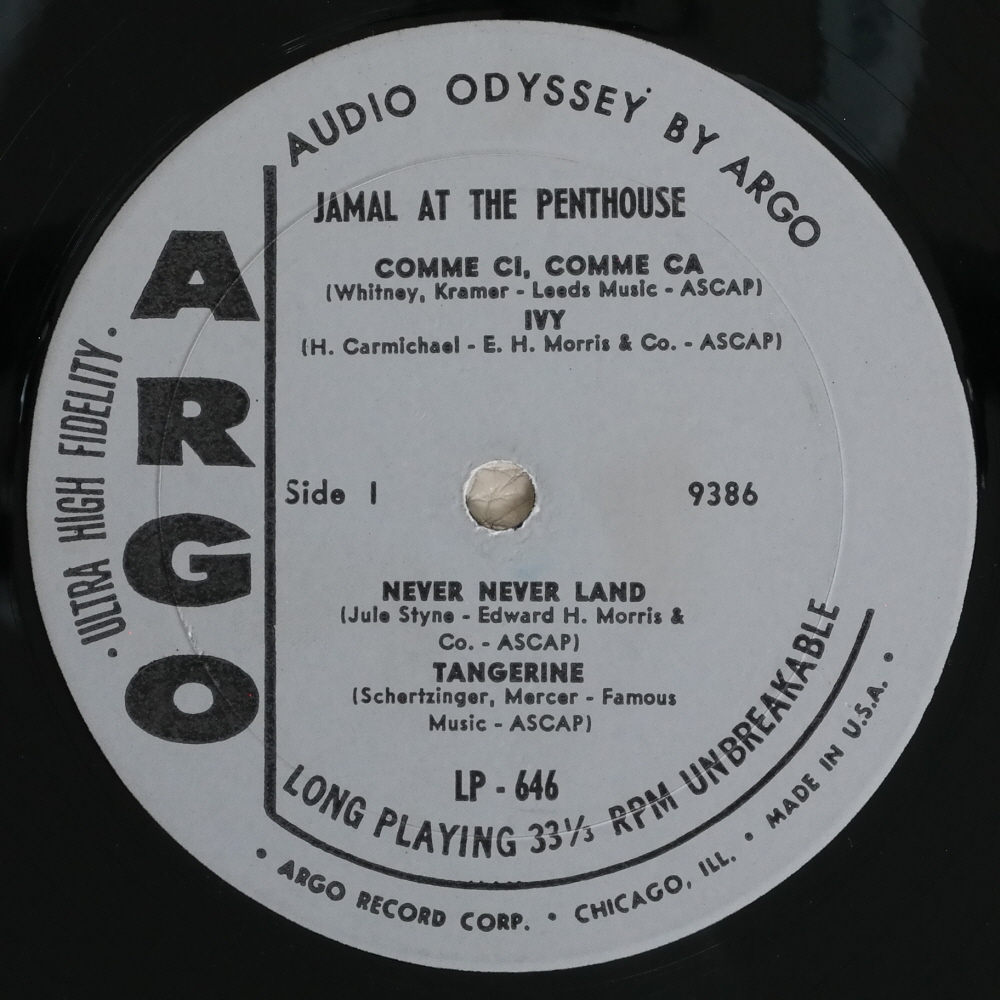 AUDIO ODYSSEY BY ARGO
JAMAL AT THE PENTHOUSE
COMME CI, COMME CA
(Whitney, Kramer - Leeds Music - ASCAP)
IVY
(H. Carmichael - E. H. Morris & Co. - ASCAP)
ARGO
• ULTRA HIGH FIDELITY •
Side 1
9386
NEVER NEVER LAND
(Jule Styne - Edward H. Morris &
Co. - ASCAP)
TANGERINE
(Schertzinger, Mercer - Famous
Music - ASCAP)
LP - 646
LONG PLAYING 33⅓ RPM UNBREAKABLE
• ARGO RECORD CORP. • CHICAGO, ILL. • MADE IN U.S.A. •